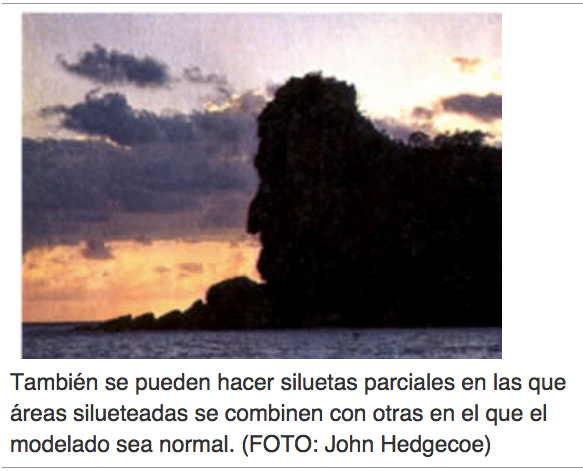 También se pueden hacer siluetas parciales en las que
áreas silueteadas se combinen con otras en el que el
modelado sea normal. (FOTO: John Hedgecoe)